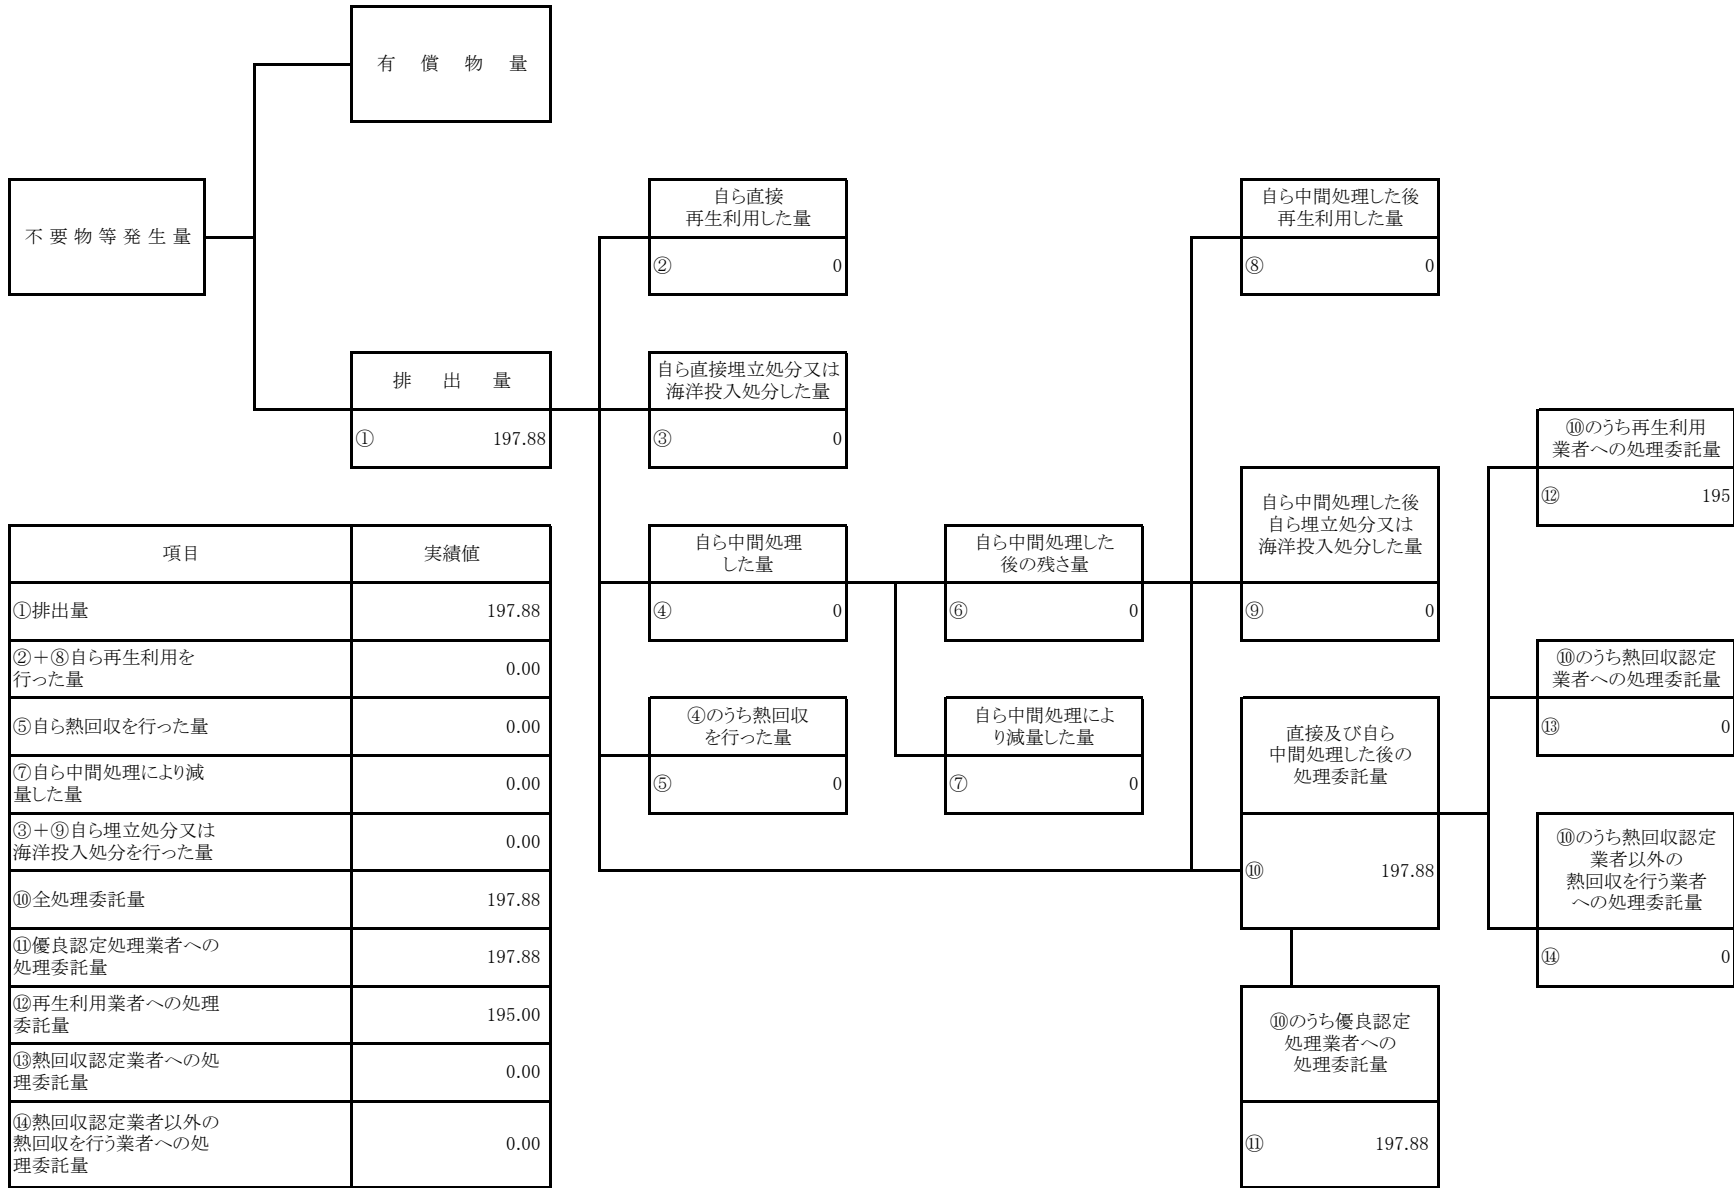 有 償 物 量
不 要 物 等 発 生 量
自ら直接
再生利用した量
② 0
自ら中間処理した後
再生利用した量
⑧ 0
排 出 量
① 197.88
自ら直接埋立処分又は
海洋投入処分した量
③ 0
⑩のうち再生利用
業者への処理委託量
⑫ 195
自ら中間処理
した量
④ 0
自ら中間処理した
後の残さ量
⑥ 0
自ら中間処理した後
自ら埋立処分又は
海洋投入処分した量
⑨ 0
⑩のうち熱回収認定
業者への処理委託量
⑬ 0
④のうち熱回収
を行った量
⑤ 0
自ら中間処理によ
り減量した量
⑦ 0
直接及び自ら
中間処理した後の
処理委託量
⑩ 197.88
⑩のうち熱回収認定
業者以外の
熱回収を行う業者
への処理委託量
⑭ 0
⑩のうち優良認定
処理業者への
処理委託量
⑪ 197.88
項目 実績値
①排出量 197.88
②＋⑧自ら再生利用を
行った量 0.00
⑤自ら熱回収を行った量 0.00
⑦自ら中間処理により減
量した量 0.00
③＋⑨自ら埋立処分又は
海洋投入処分を行った量 0.00
⑩全処理委託量 197.88
⑪優良認定処理業者への
処理委託量 197.88
⑫再生利用業者への処理
委託量 195.00
⑬熱回収認定業者への処
理委託量 0.00
⑭熱回収認定業者以外の
熱回収を行う業者への処
理委託量 0.00